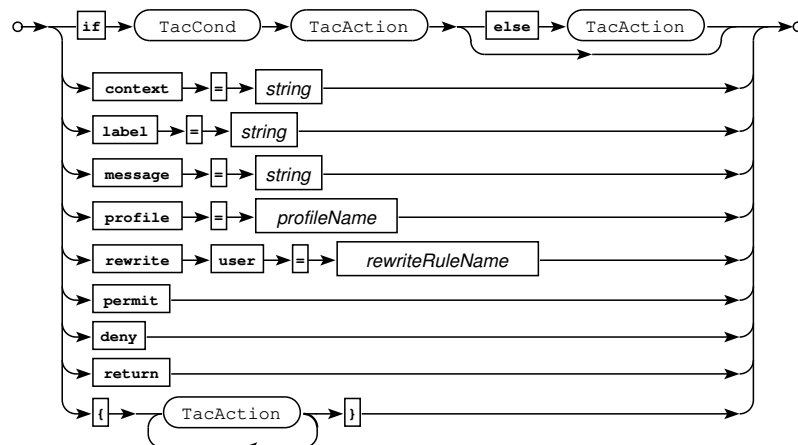 if TacCond TacAction else TacAction
context = string
label = string
message = string
profile = profileName
rewrite user = rewriteRuleName
permit
deny
return
{ TacAction }